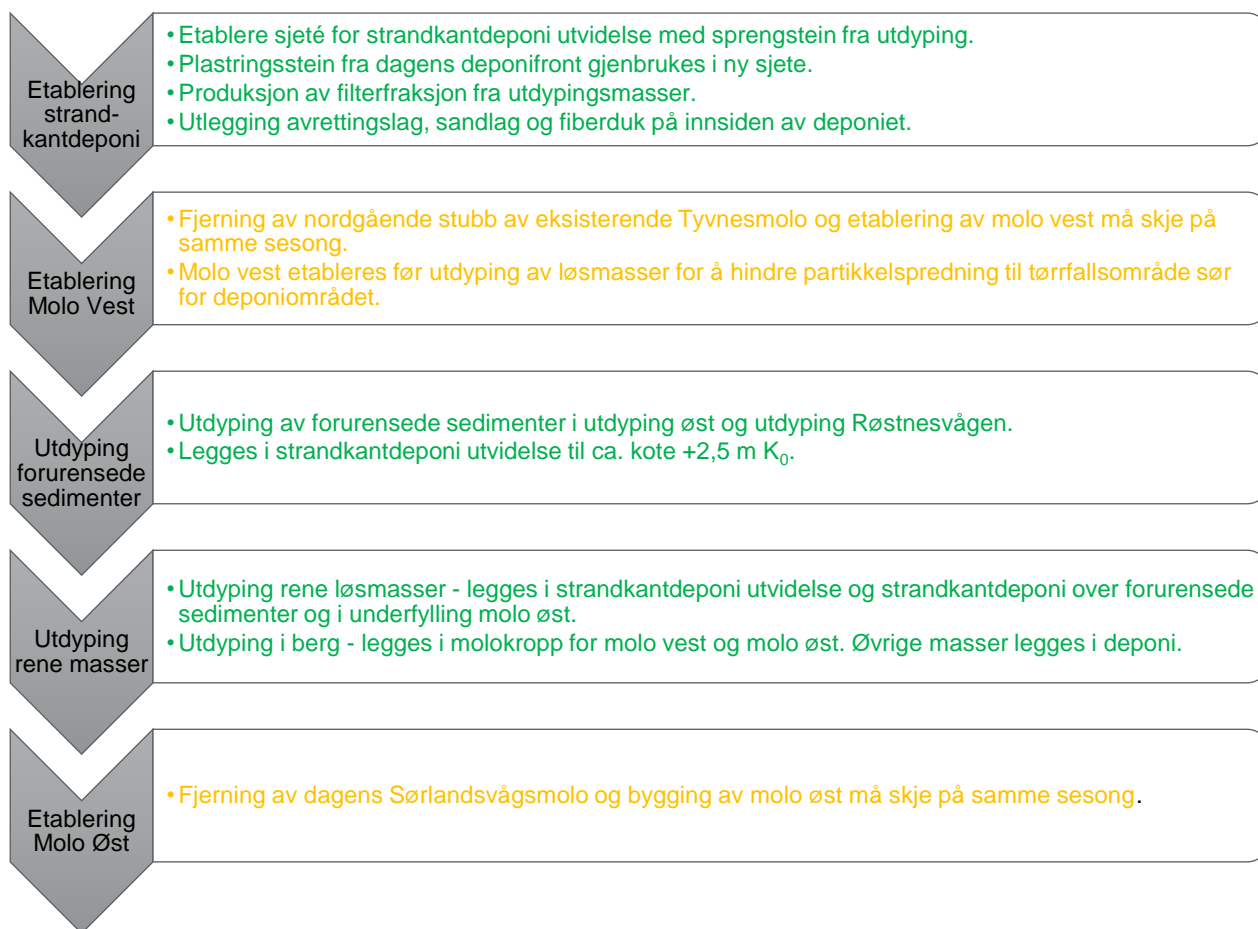 Etablering
strand-
kantdeponi
• Etablere sjeté for strandkantdeponi utvidelse med sprengstein fra utdyping.
• Plastringsstein fra dagens deponifront gjenbrukes i ny sjete.
• Produksjon av filterfraksjon fra utdypingsmasser.
• Utlegging avrettingslag, sandlag og fiberduk på innsiden av deponiet.
Etablering
Molo Vest
• Fjerning av nordgående stubb av eksisterende Tyvnesmolo og etablering av molo vest må skje på
samme sesong.
• Molo vest etableres før utdyping av løsmasser for å hindre partikkelspredning til tørrfallsområde sør
for deponiområdet.
Utdyping
forurensede
sedimenter
• Utdyping av forurensede sedimenter i utdyping øst og utdyping Røstnesvågen.
• Legges i strandkantdeponi utvidelse til ca. kote +2,5 m K₀.
Utdyping
rene masser
• Utdyping rene løsmasser - legges i strandkantdeponi utvidelse og strandkantdeponi over forurensede
sedimenter og i underfylling molo øst.
• Utdyping i berg - legges i molokropp for molo vest og molo øst. Øvrige masser legges i deponi.
Etablering
Molo Øst
• Fjerning av dagens Sørlandsvågsmolo og bygging av molo øst må skje på samme sesong.